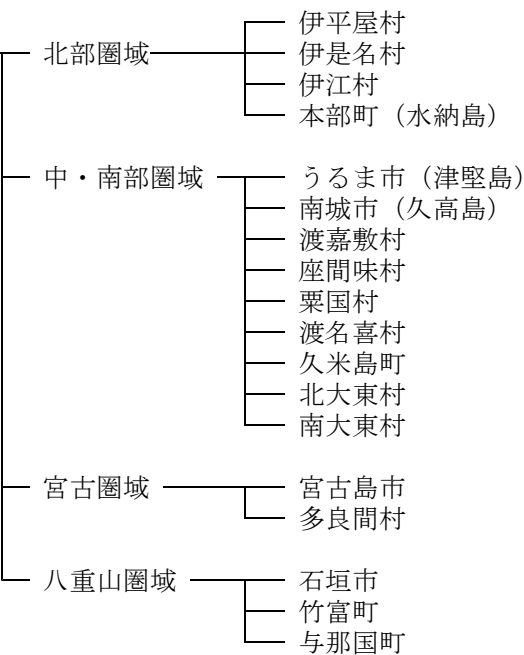 伊平屋村
北部圏域 伊是名村
伊江村
本部町（水納島）
中・南部圏域 うるま市（津堅島）
南城市（久高島）
渡嘉敷村
座間味村
粟国村
渡名喜村
久米島町
北大東村
南大東村
宮古圏域 宮古島市
多良間村
八重山圏域 石垣市
竹富町
与那国町